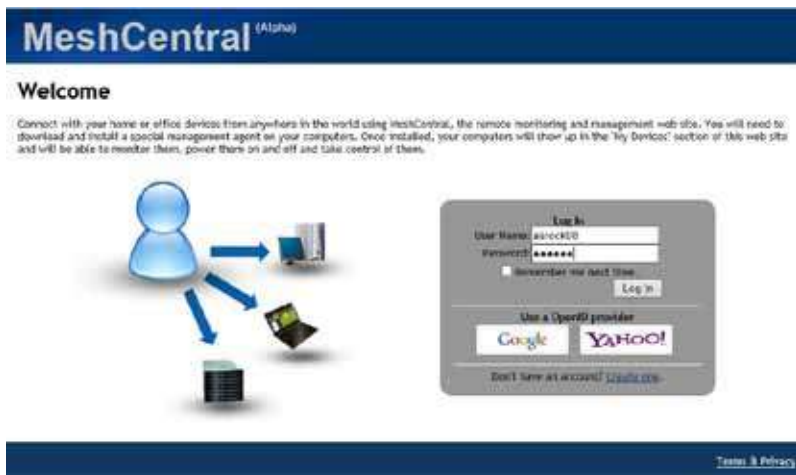 MeshCentral (Alpha)
Welcome
Connect with your home or office devices from anywhere in the world using MeshCentral, the remote monitoring and management web site. You will need to
download and install a special management agent on your computers. Once installed, your computers will show up in the 'My Devices' section of this web site
and will be able to monitor them, power them on and off and take control of them.
Log In
User Name:
Password: ••••••
Remember me next time.
Log In
Use a OpenID provider
Google YAHOO!
Don't have an account? Create one.
Terms & Privacy